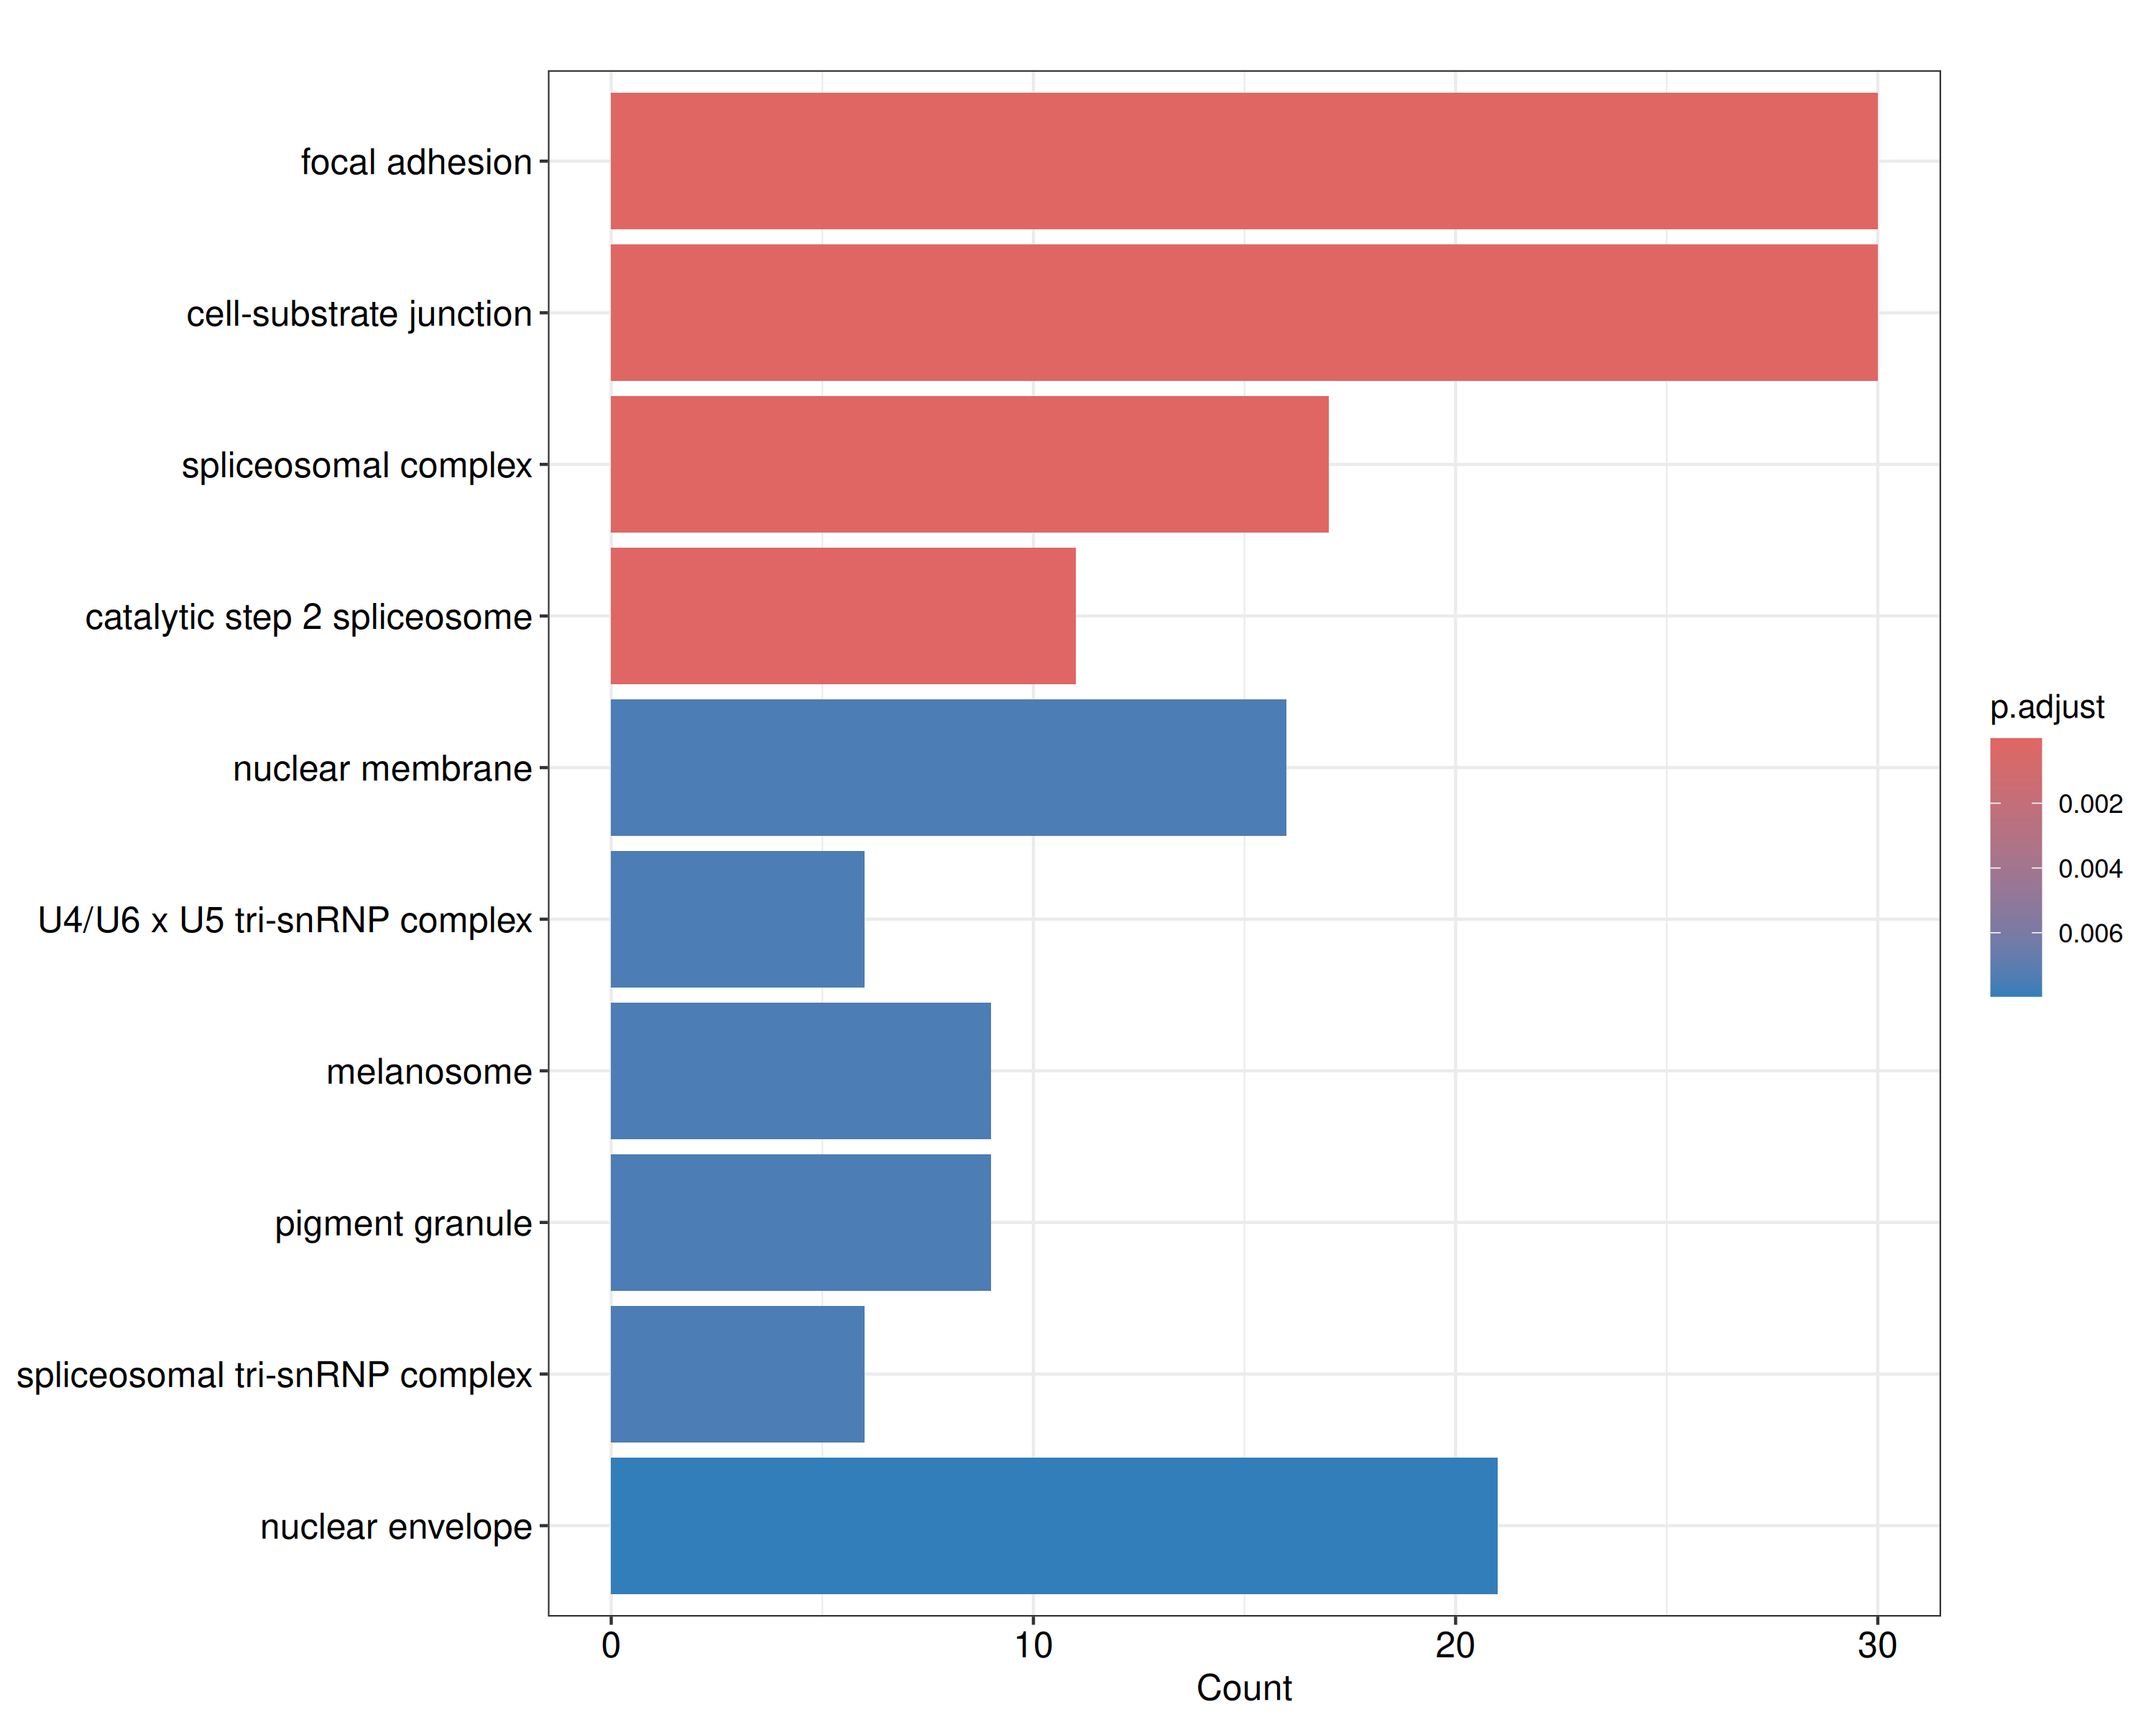 focal adhesion
cell-substrate junction
spliceosomal complex
catalytic step 2 spliceosome
nuclear membrane
U4/U6 x U5 tri-snRNP complex
melanosome
pigment granule
spliceosomal tri-snRNP complex
nuclear envelope
0 10 20 30
Count
p.adjust
0.002
0.004
0.006